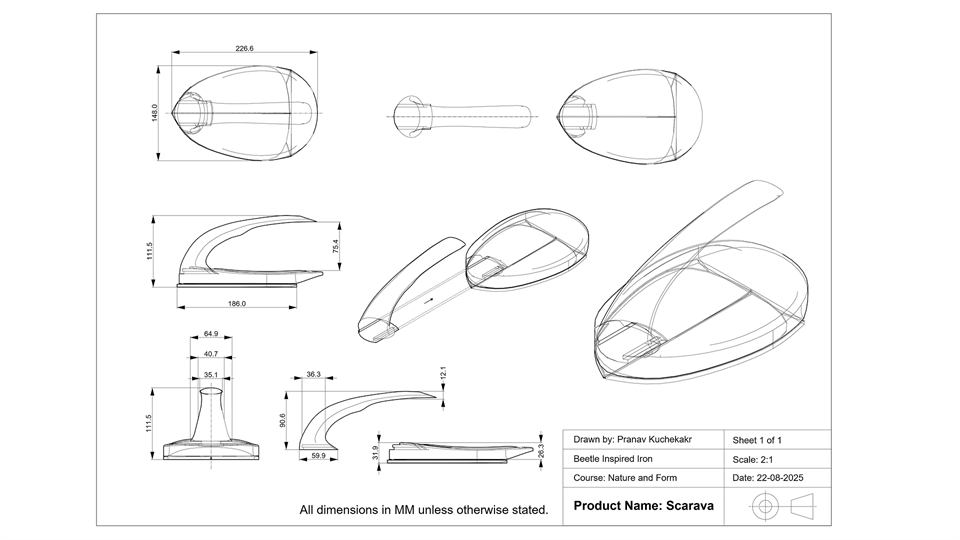 226.6
148.0
111.5
75.4
186.0
64.9
40.7
35.1
111.5
36.3
12.1
90.6
59.9
31.9
26.3
Drawn by: Pranav Kuchekakr
Sheet 1 of 1
Beetle Inspired Iron
Scale: 2:1
Course: Nature and Form
Date: 22-08-2025
Product Name: Scarava
All dimensions in MM unless otherwise stated.